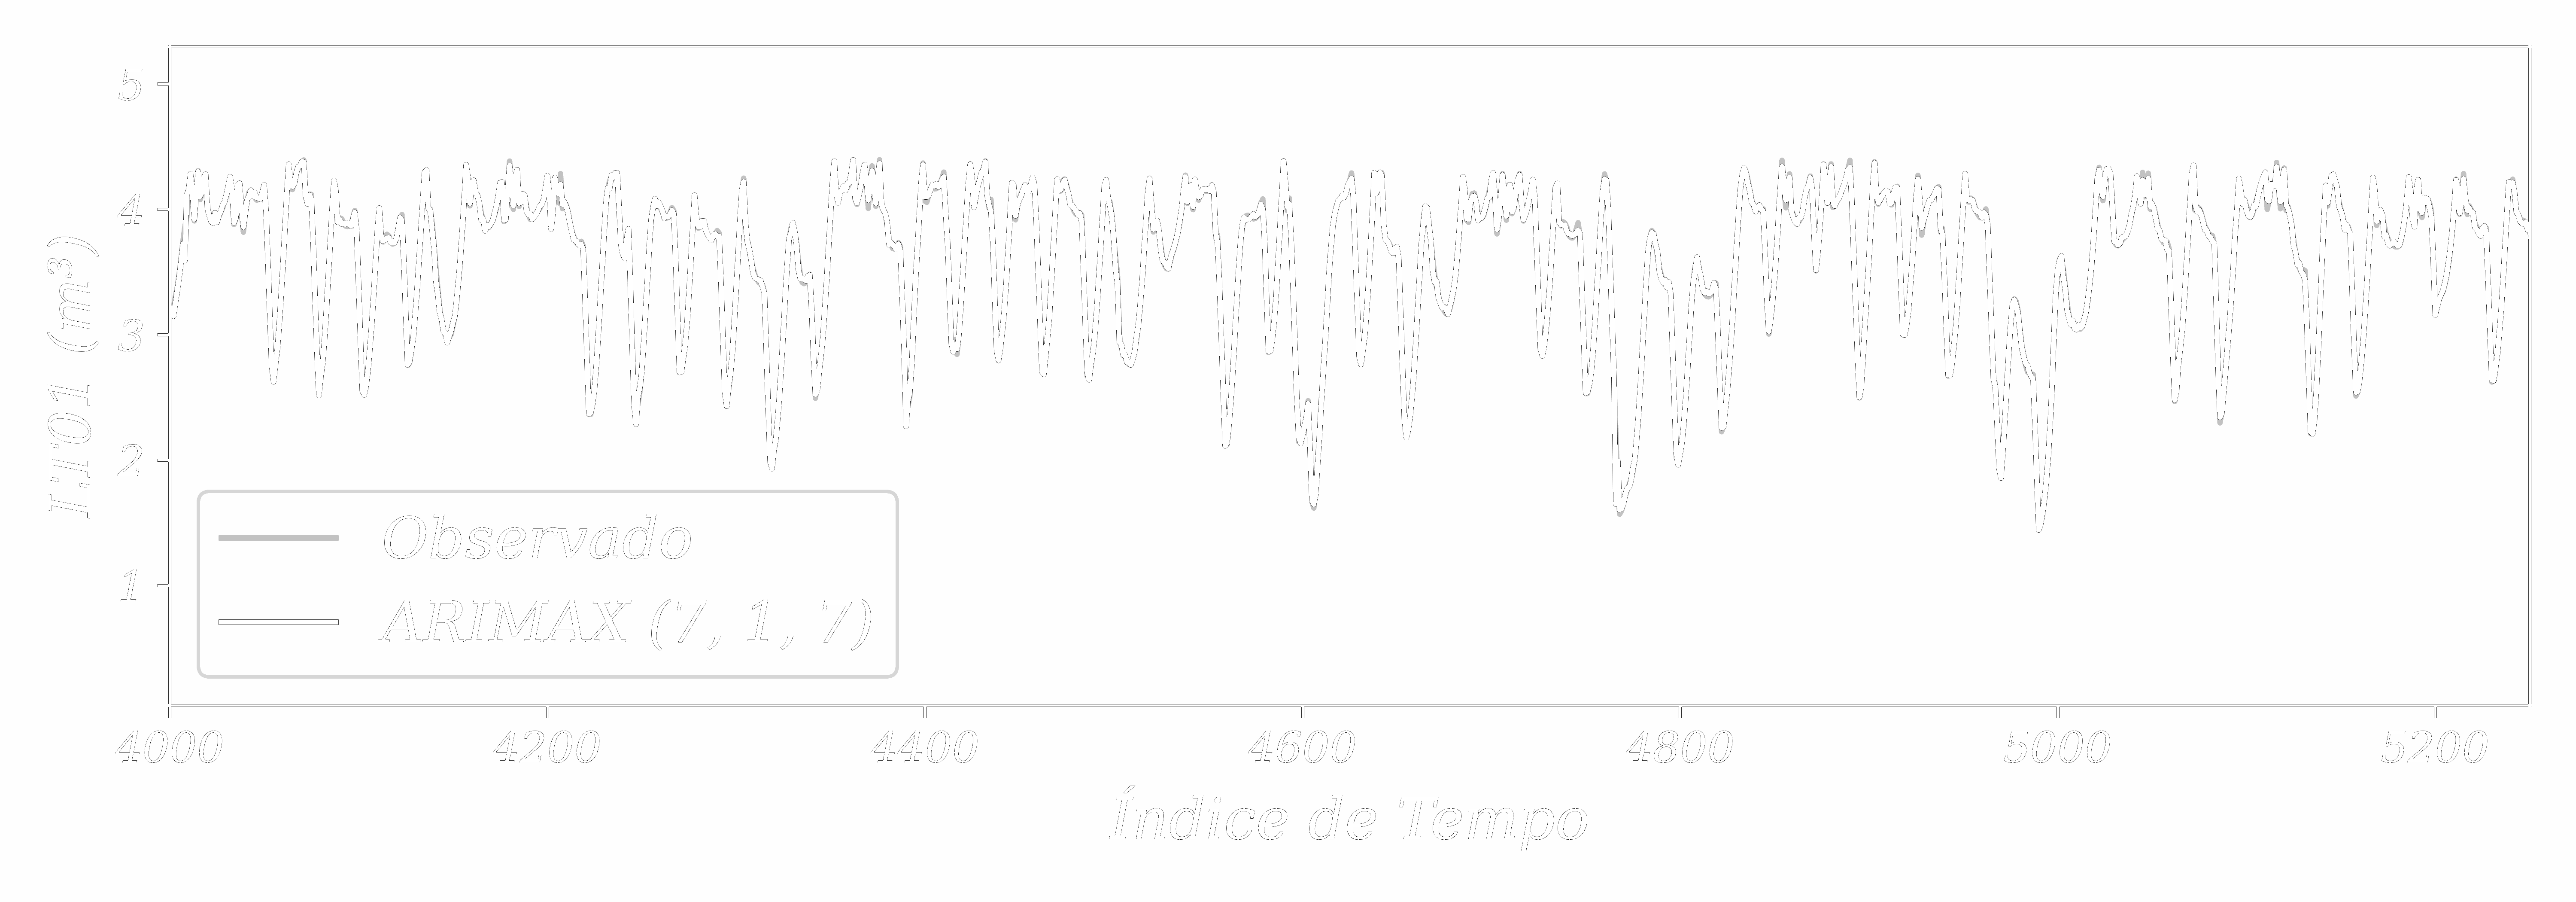 5
4
3
2
1
(m³)
Observado
ARIMAX (7, 1, 7)
4000 4200 4400 4600 4800 5000 5200
Índice de Tempo